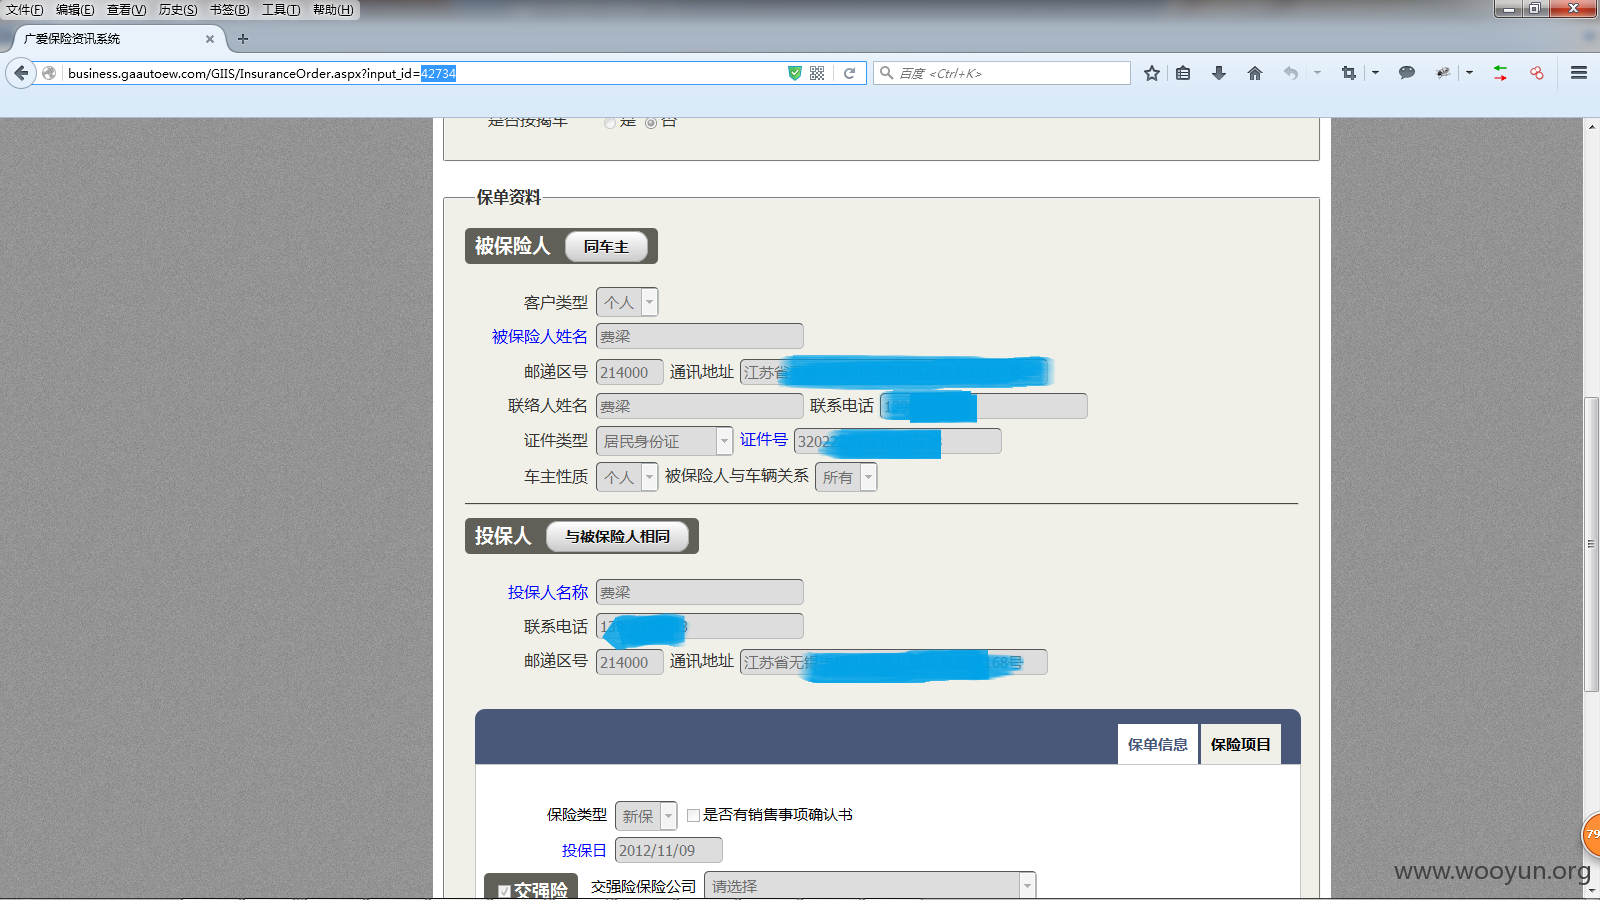 文件(F) 编辑(E) 查看(V) 历史(S) 书签(B) 工具(T) 帮助(H)
广爱保险资讯系统
business.gaautoew.com/GIIS/InsuranceOrder.aspx?input_id=42734
百度 <Ctrl+K>
是否按揭车 是 否
保单资料
被保险人 同车主
客户类型 个人
被保险人姓名 费梁
邮递区号 214000 通讯地址 江苏省
联络人姓名 费梁 联系电话
证件类型 居民身份证 证件号 3202
车主性质 个人 被保险人与车辆关系 所有
投保人 与被保险人相同
投保人名称 费梁
联系电话
邮递区号 214000 通讯地址 江苏省无锡 168号
保单信息 保险项目
保险类型 新保 是否有销售事项确认书
投保日 2012/11/09
交强险 交强险保险公司 请选择
79
www.wooyun.org